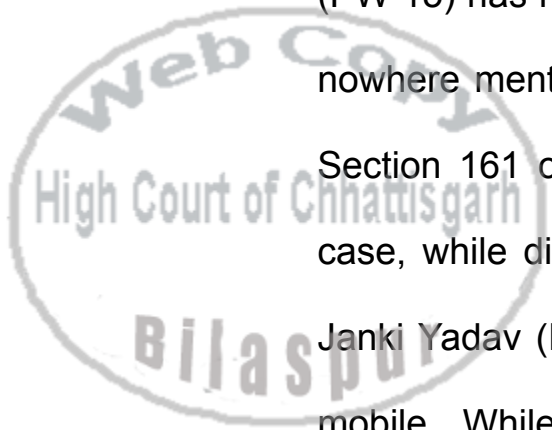 (PW-18) has
nowhere ment
Section 161 o
case, while di
Janki Yadav (
mobile. While
Web Copy
High Court of Chhattisgarh
Bilaspur